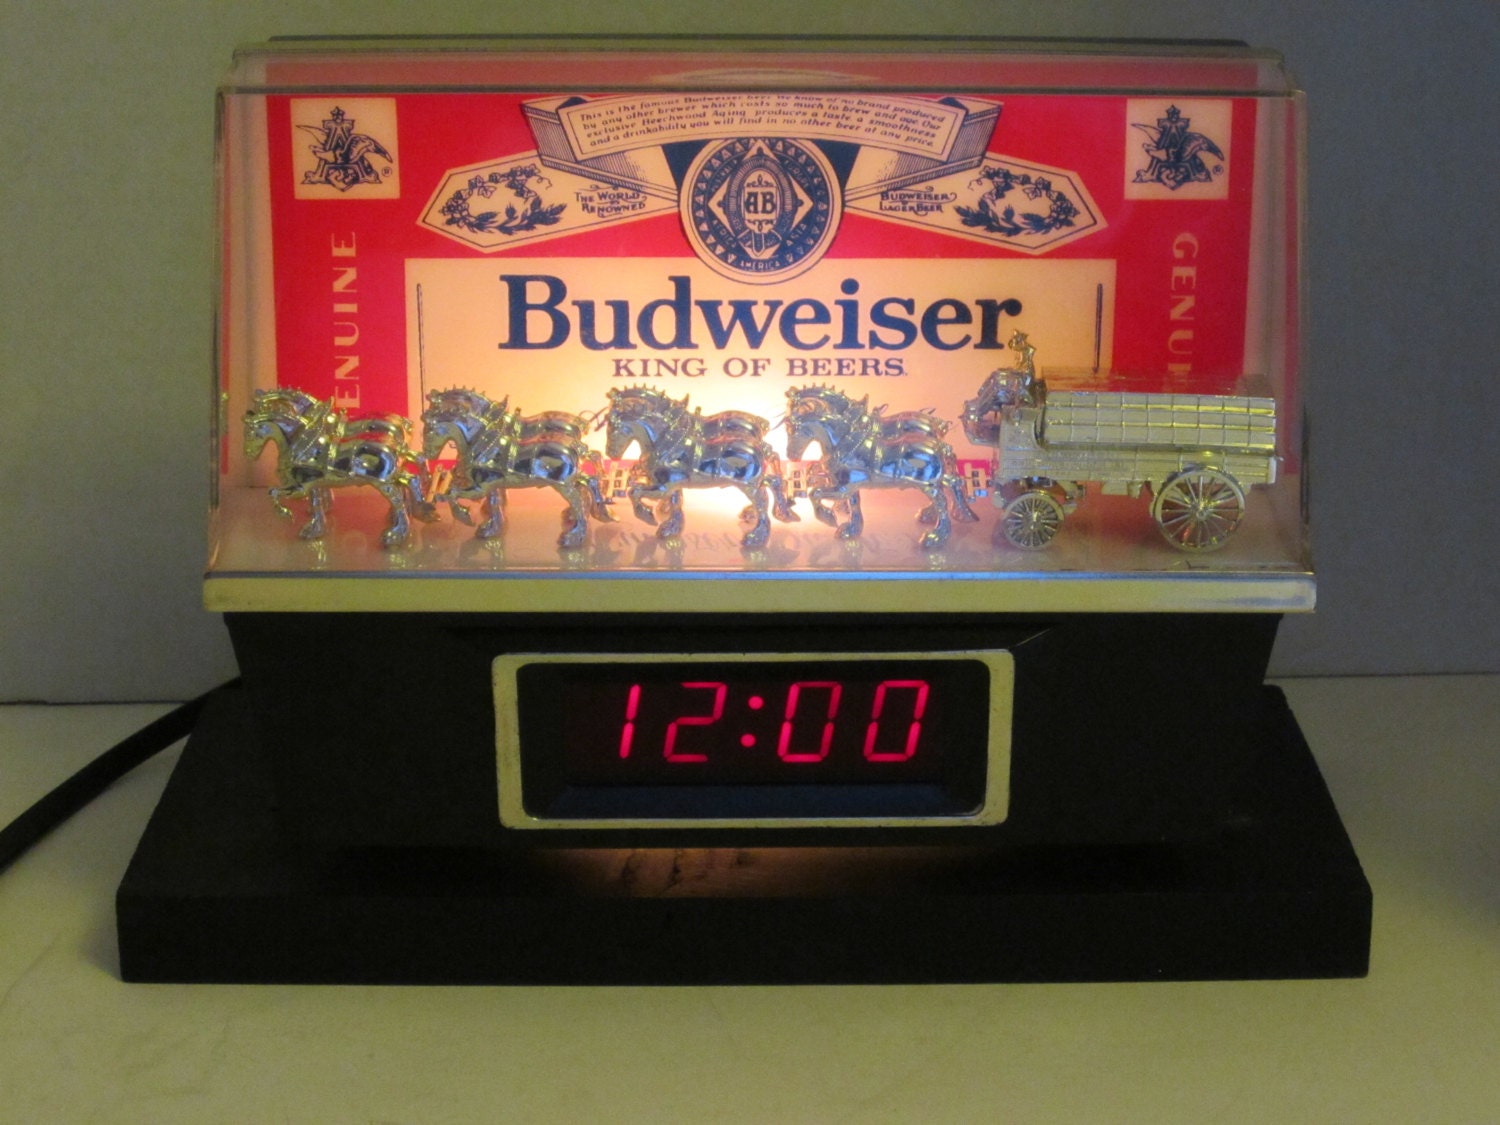 This is the famous Budweiser beer. We know of no brand produced
by any other brewer which costs so much to brew and age. Our
exclusive Beechwood Aging produces a taste, a smoothness
and a drinkability you will find in no other beer at any price.
THE WORLD
RENOWNED
BUDWEISER
LAGER BEER
AB
AMERICA
ASIA
GENUINE
GENUI
Budweiser
KING OF BEERS
12:00